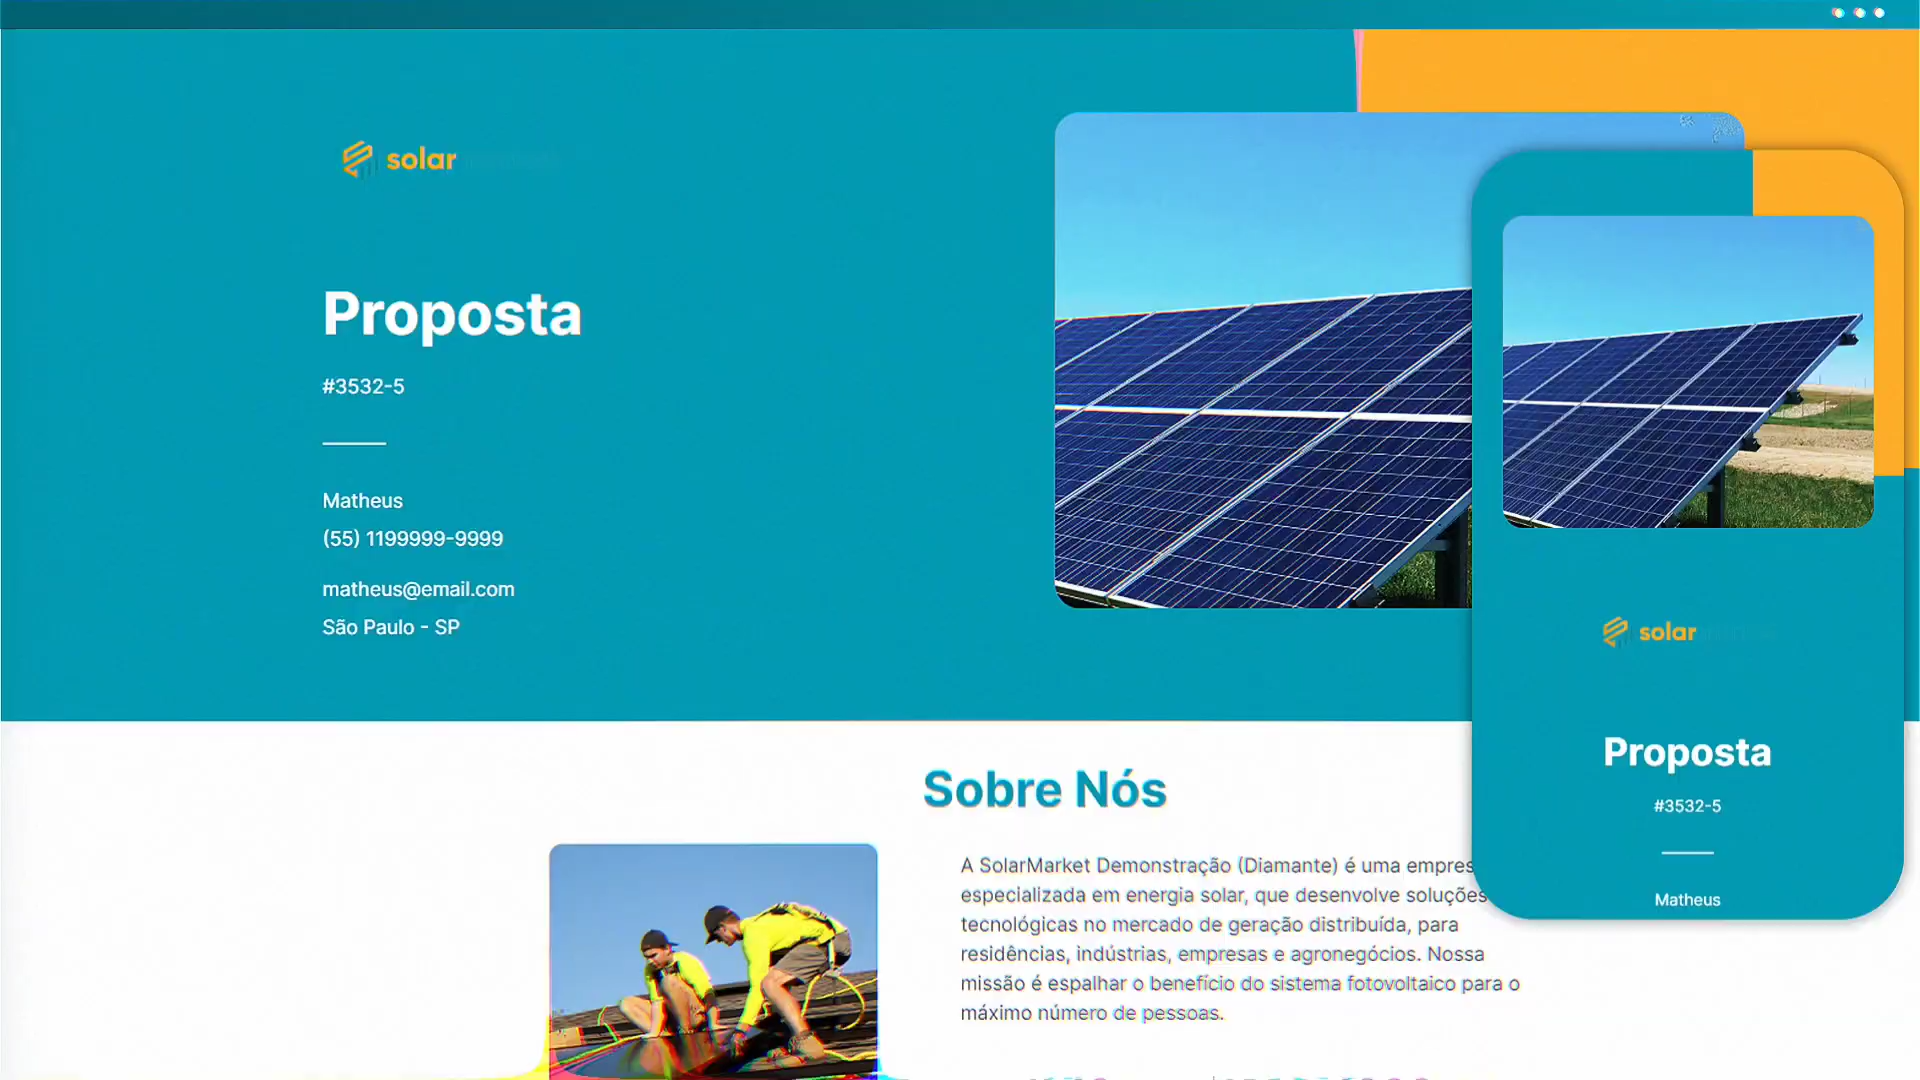 solar
Proposta
#3532-5
Matheus
(55) 1199999-9999
matheus@email.com
São Paulo - SP
Sobre Nós
A SolarMarket Demonstração (Diamante) é uma empres
especializada em energia solar, que desenvolve soluções
tecnológicas no mercado de geração distribuída, para
residências, indústrias, empresas e agronegócios. Nossa
missão é espalhar o benefício do sistema fotovoltaico para o
máximo número de pessoas.
solar
Proposta
#3532-5
Matheus